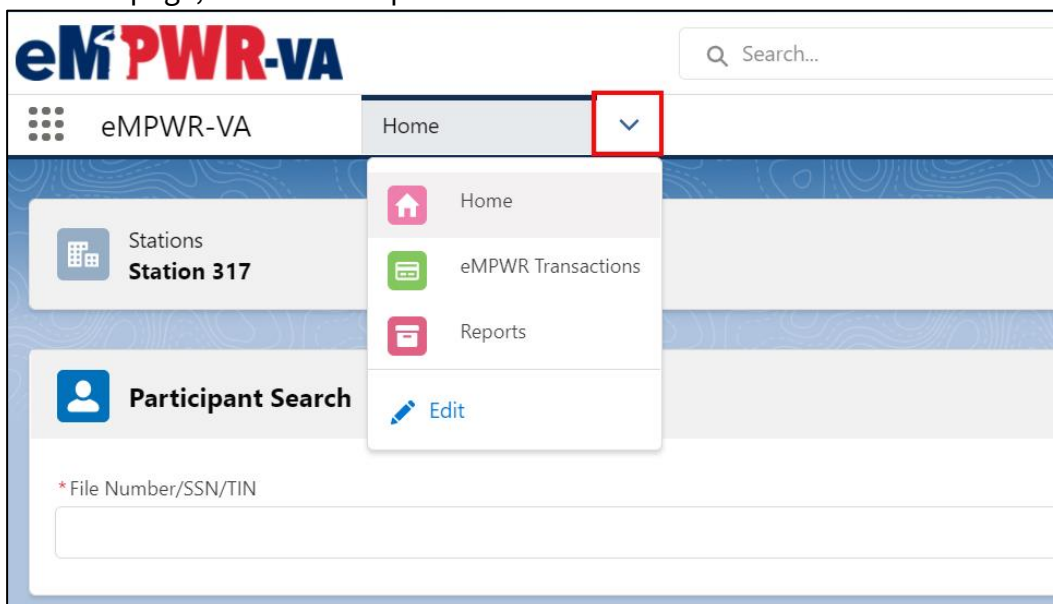 eMPWR-VA
Search...
eMPWR-VA
Home
Home
Stations
Station 317
eMPWR Transactions
Reports
Participant Search
Edit
* File Number/SSN/TIN